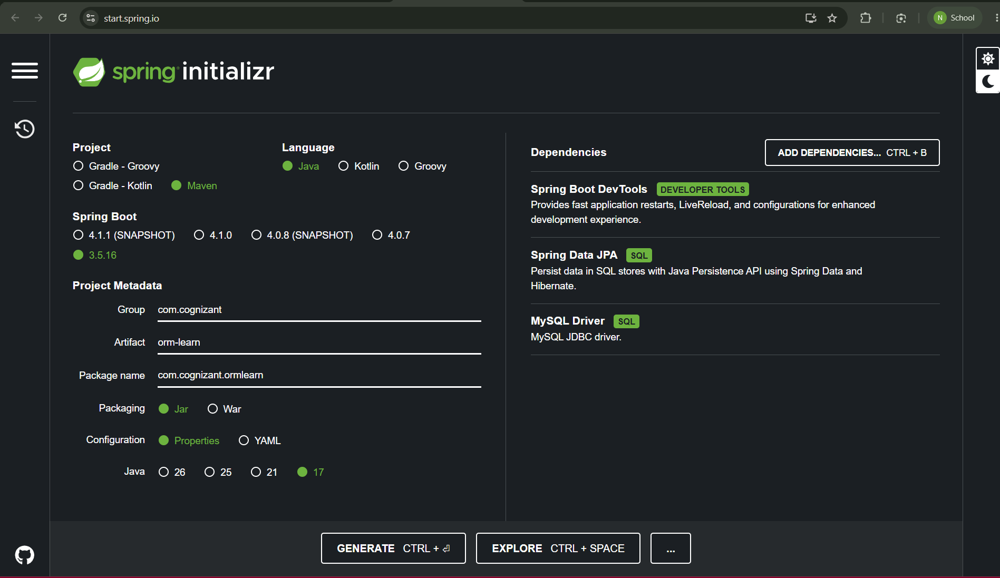 start.spring.io
N School
spring initializr
Project
Gradle - Groovy
Gradle - Kotlin Maven
Language
Java Kotlin Groovy
Spring Boot
4.1.1 (SNAPSHOT) 4.1.0 4.0.8 (SNAPSHOT) 4.0.7
3.5.16
Project Metadata
Group com.cognizant
Artifact orm-learn
Package name com.cognizant.ormlearn
Packaging Jar War
Configuration Properties YAML
Java 26 25 21 17
Dependencies
ADD DEPENDENCIES... CTRL + B
Spring Boot DevTools DEVELOPER TOOLS
Provides fast application restarts, LiveReload, and configurations for enhanced
development experience.
Spring Data JPA SQL
Persist data in SQL stores with Java Persistence API using Spring Data and
Hibernate.
MySQL Driver SQL
MySQL JDBC driver.
GENERATE CTRL + ⏎
EXPLORE CTRL + SPACE
...